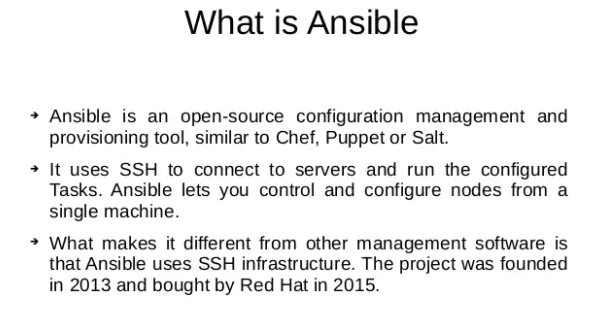 What is Ansible
➔ Ansible is an open-source configuration management and
provisioning tool, similar to Chef, Puppet or Salt.
➔ It uses SSH to connect to servers and run the configured
Tasks. Ansible lets you control and configure nodes from a
single machine.
➔ What makes it different from other management software is
that Ansible uses SSH infrastructure. The project was founded
in 2013 and bought by Red Hat in 2015.